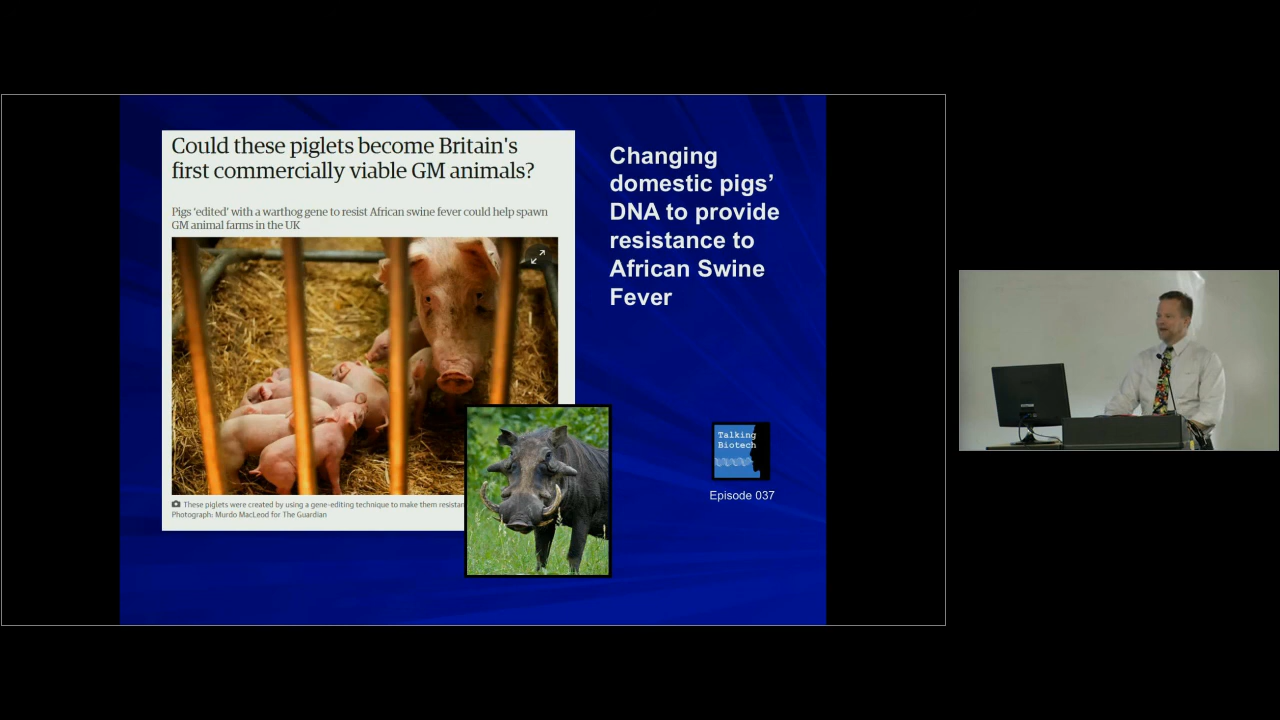 Could these piglets become Britain's
first commercially viable GM animals?
Pigs ‘edited’ with a warthog gene to resist African swine fever could help spawn
GM animal farms in the UK
These piglets were created by using a gene-editing technique to make them
Photograph: Murdo MacLeod for The Guardian
Changing
domestic pigs’
DNA to provide
resistance to
African Swine
Fever
Talking
Biotech
Episode 037